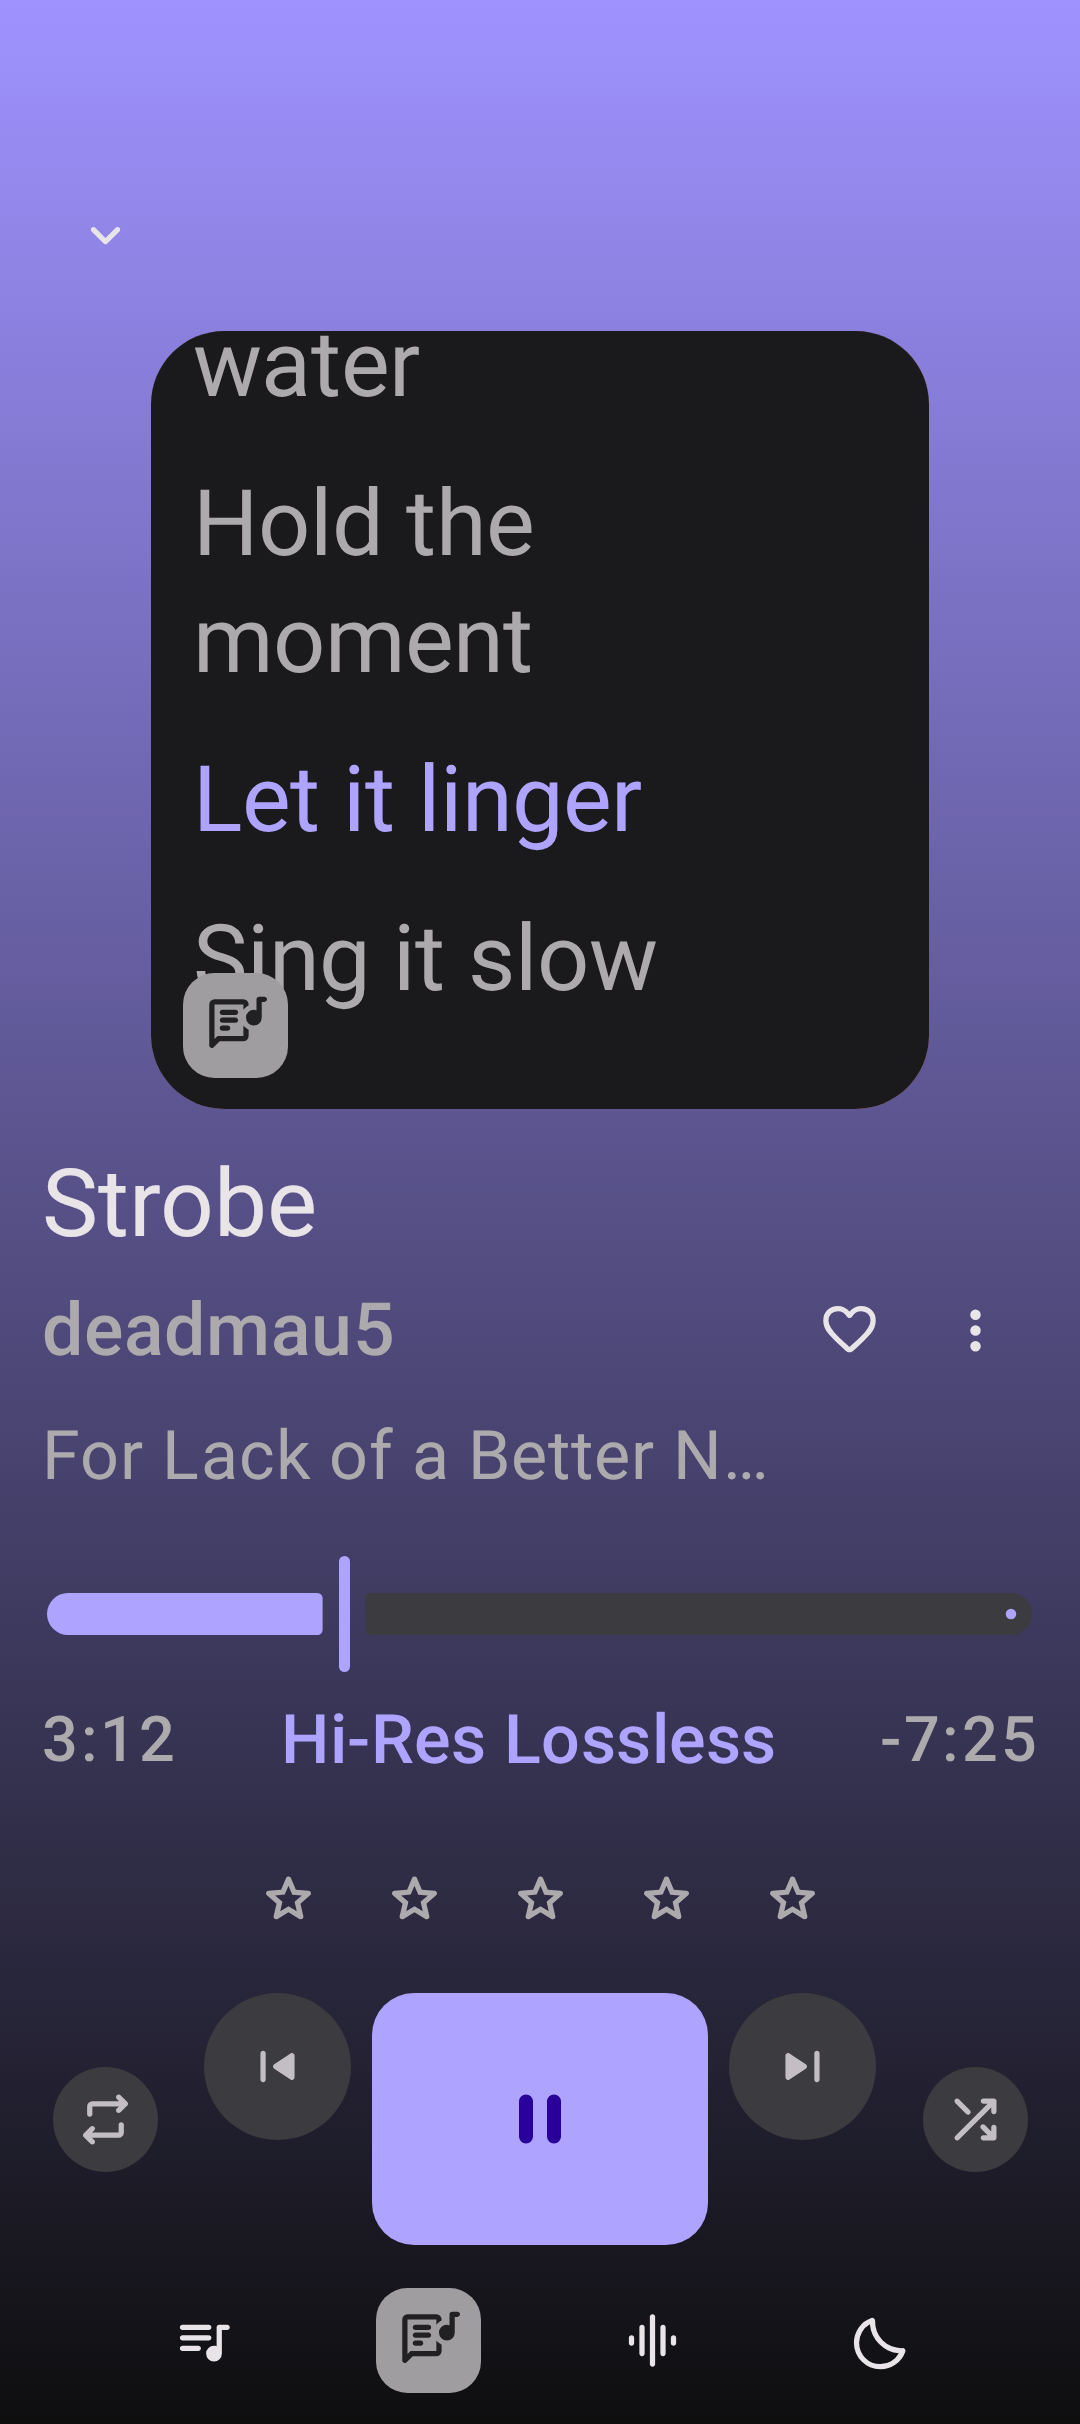 water
Hold the
moment
Let it linger
Sing it slow
Strobe
deadmau5
For Lack of a Better N…
3:12
Hi-Res Lossless
-7:25